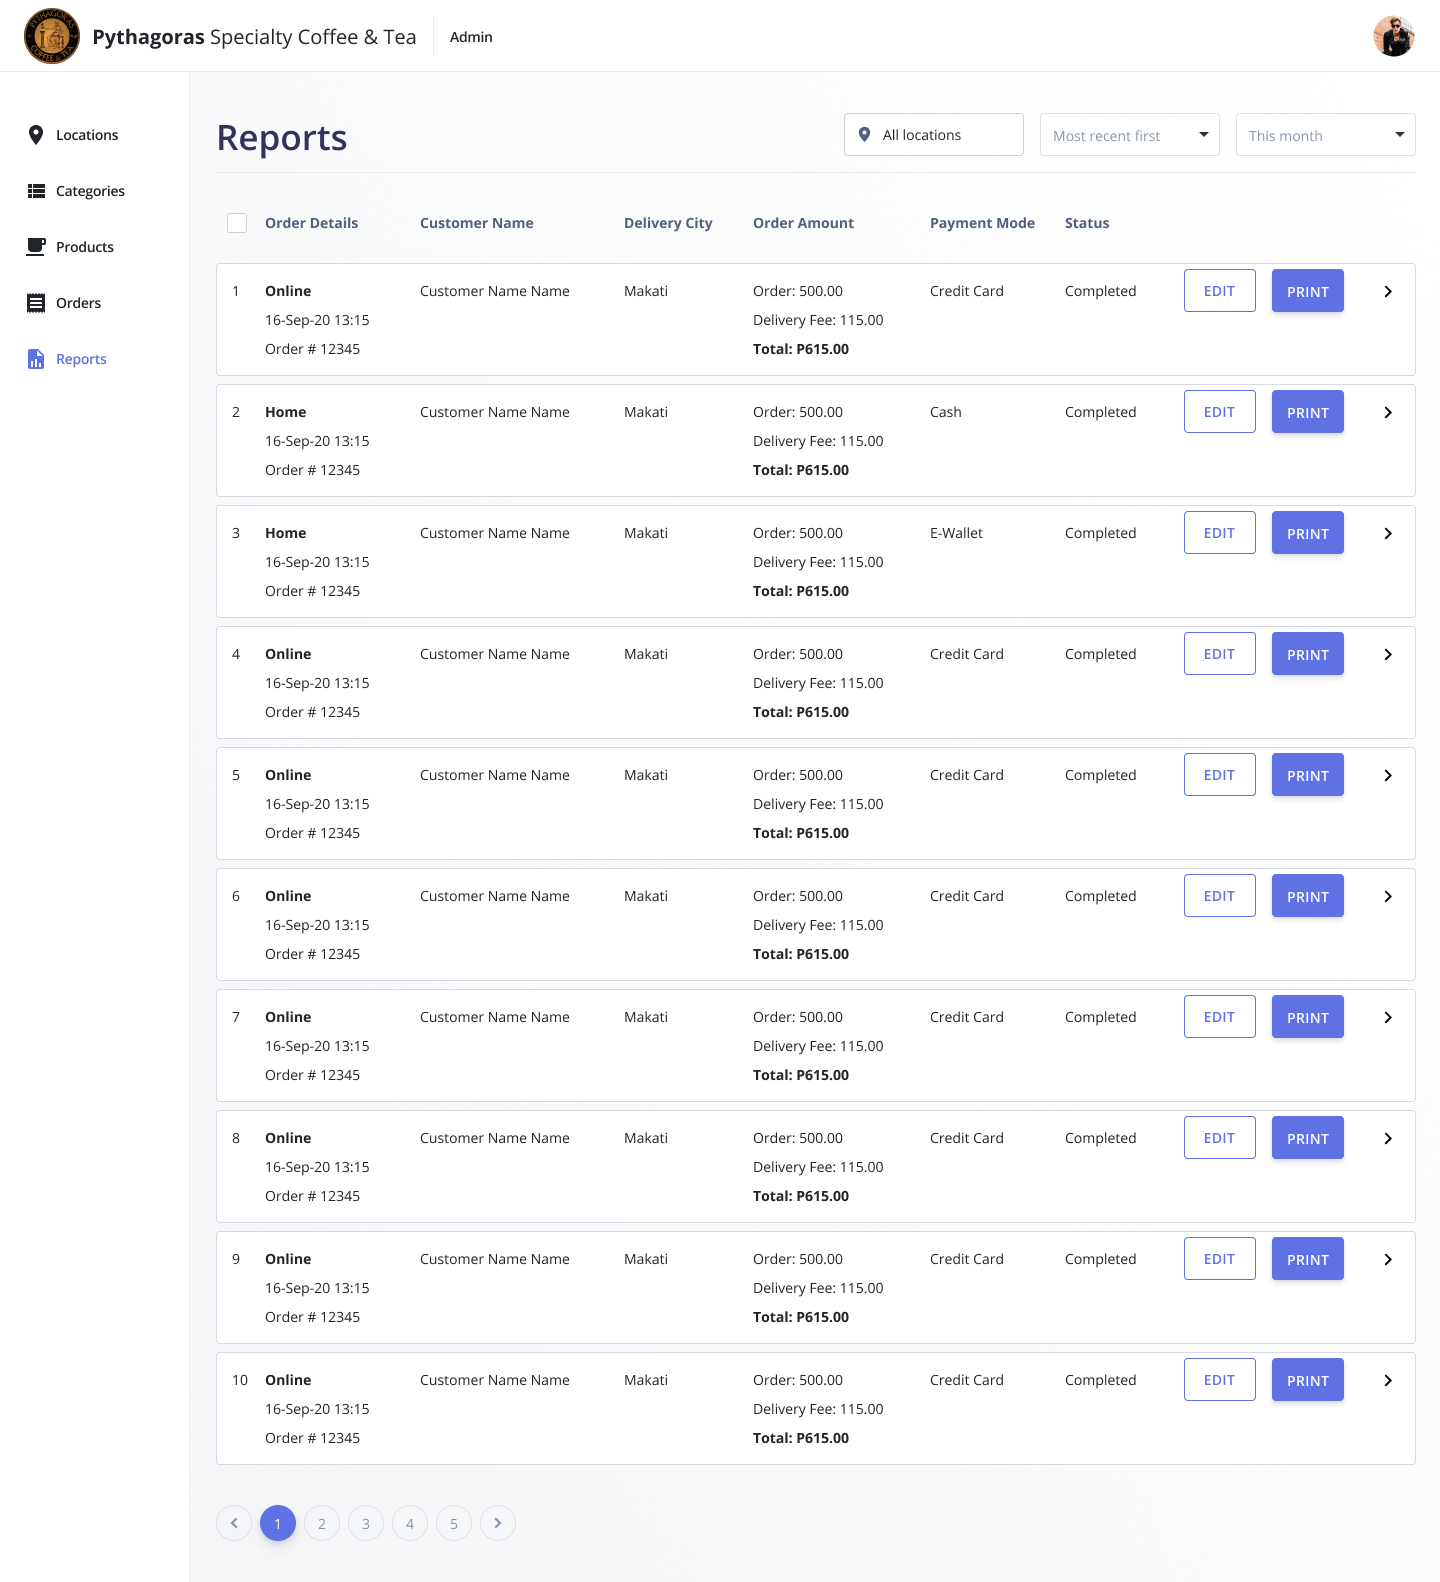 PYTHAGORAS
COFFEE & TEA
Pythagoras Specialty Coffee & Tea
Admin
Locations
Categories
Products
Orders
Reports
Reports
All locations
Most recent first
This month
Order Details Customer Name Delivery City Order Amount Payment Mode Status
1 Online Customer Name Name Makati Order: 500.00 Credit Card Completed EDIT PRINT
16-Sep-20 13:15 Delivery Fee: 115.00
Order # 12345 Total: P615.00
2 Home Customer Name Name Makati Order: 500.00 Cash Completed EDIT PRINT
16-Sep-20 13:15 Delivery Fee: 115.00
Order # 12345 Total: P615.00
3 Home Customer Name Name Makati Order: 500.00 E-Wallet Completed EDIT PRINT
16-Sep-20 13:15 Delivery Fee: 115.00
Order # 12345 Total: P615.00
4 Online Customer Name Name Makati Order: 500.00 Credit Card Completed EDIT PRINT
16-Sep-20 13:15 Delivery Fee: 115.00
Order # 12345 Total: P615.00
5 Online Customer Name Name Makati Order: 500.00 Credit Card Completed EDIT PRINT
16-Sep-20 13:15 Delivery Fee: 115.00
Order # 12345 Total: P615.00
6 Online Customer Name Name Makati Order: 500.00 Credit Card Completed EDIT PRINT
16-Sep-20 13:15 Delivery Fee: 115.00
Order # 12345 Total: P615.00
7 Online Customer Name Name Makati Order: 500.00 Credit Card Completed EDIT PRINT
16-Sep-20 13:15 Delivery Fee: 115.00
Order # 12345 Total: P615.00
8 Online Customer Name Name Makati Order: 500.00 Credit Card Completed EDIT PRINT
16-Sep-20 13:15 Delivery Fee: 115.00
Order # 12345 Total: P615.00
9 Online Customer Name Name Makati Order: 500.00 Credit Card Completed EDIT PRINT
16-Sep-20 13:15 Delivery Fee: 115.00
Order # 12345 Total: P615.00
10 Online Customer Name Name Makati Order: 500.00 Credit Card Completed EDIT PRINT
16-Sep-20 13:15 Delivery Fee: 115.00
Order # 12345 Total: P615.00
1 2 3 4 5